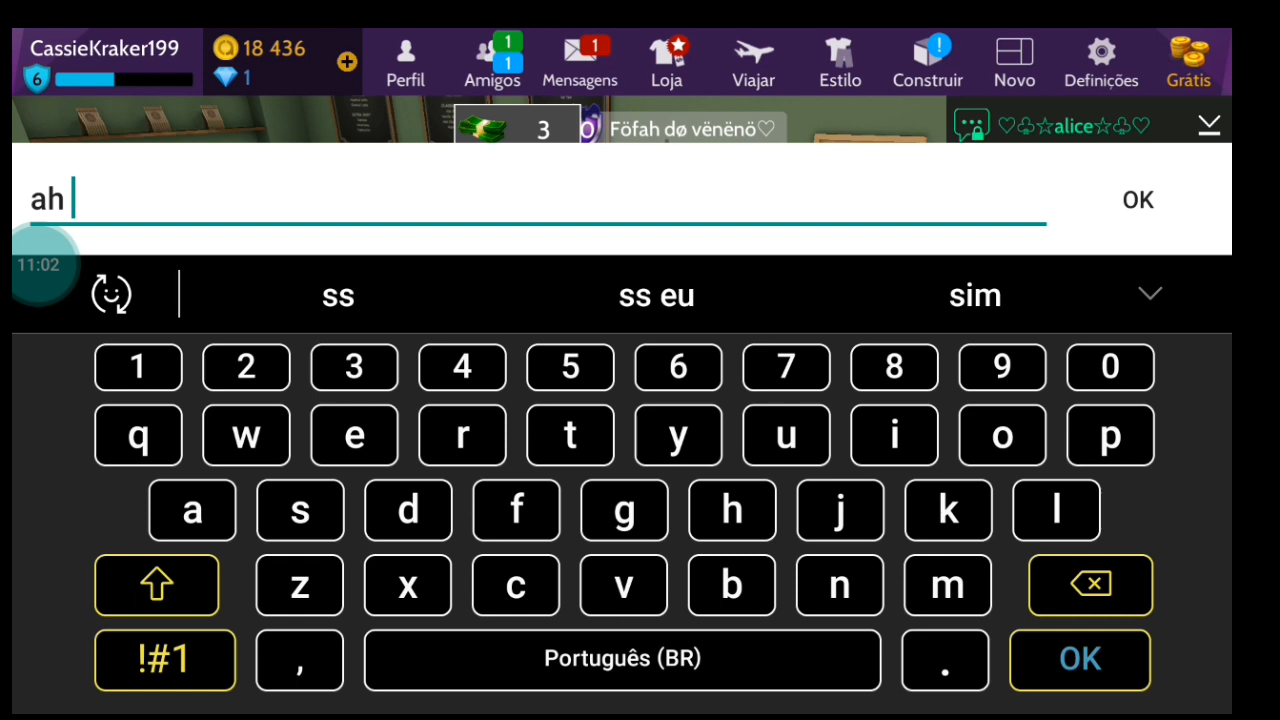 CassieKraker199
18 436
6
1
Perfil
1
1
Amigos
1
Mensagens
Loja
Viajar
Estilo
!
Construir
Novo
Definições
Grátis
3
Föfah dø vënënö♡
♡♧☆alice☆♧♡
ah
OK
11:02
ss
ss eu
sim
1 2 3 4 5 6 7 8 9 0
q w e r t y u i o p
a s d f g h j k l
z x c v b n m
!#1 , Português (BR) . OK